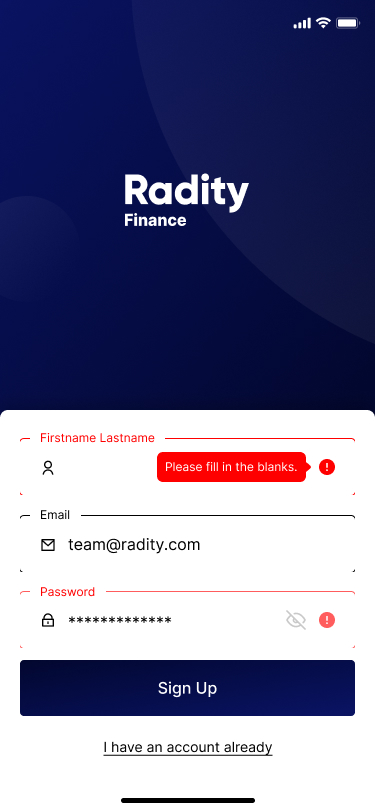 Radity
Finance
Firstname Lastname
Please fill in the blanks.
Email
team@radity.com
Password
*************
Sign Up
I have an account already